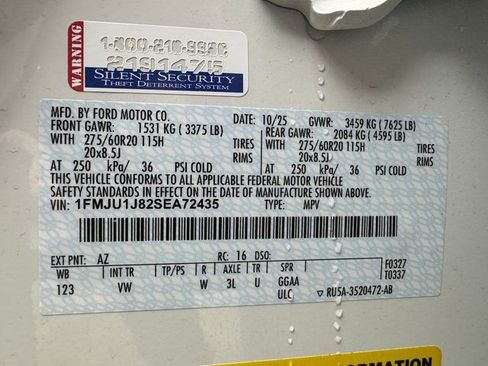 WARNING
1-800-210-9936
21914745
SILENT SECURITY
THEFT DETERRENT SYSTEM
MFD. BY FORD MOTOR CO.
DATE: 10/25 GVWR: 3459 KG (7625 LB)
FRONT GAWR: 1531 KG (3375 LB) REAR GAWR: 2084 KG (4595 LB)
WITH 275/60R20 115H TIRES WITH 275/60R20 115H TIRES
20x8.5J RIMS 20x8.5J RIMS
AT 250 kPa/ 36 PSI COLD AT 250 kPa/ 36 PSI COLD
THIS VEHICLE CONFORMS TO ALL APPLICABLE FEDERAL MOTOR VEHICLE
SAFETY STANDARDS IN EFFECT ON THE DATE OF MANUFACTURE SHOWN ABOVE.
VIN: 1FMJU1J82SEA72435 TYPE: MPV
EXT PNT: AZ RC: 16 DSO:
WB INT TR TP/PS R AXLE TR SPR
123 VW W 3L U GGAA
ULC
F0327
T0337
RU5A-3520472-AB
INFORMATION